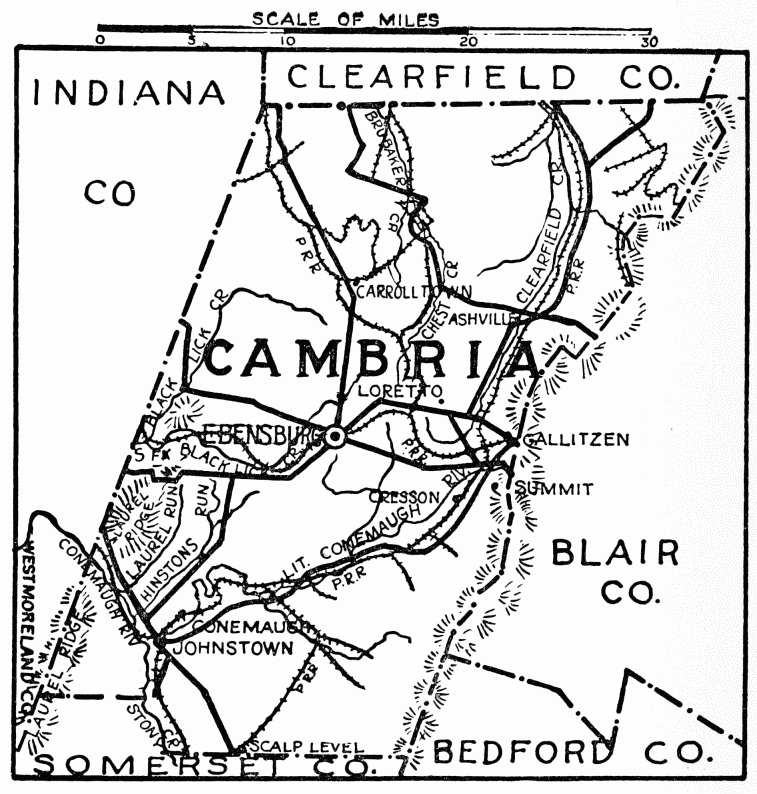 SCALE OF MILES
0 5 10 20 30
INDIANA
CO
CLEARFIELD CO.
BRUBAKER CR
CLEARFIELD CR
P.R.R
P.R.R
CARROLLTOWN
CHEST CR
ASHVILLE
BLACK LICK CR
CAMBRIA
LORETTO
EBENSBURG
S FK BLACK LICK CR
P.R.R
GALLITZEN
CRESSON
SUMMIT
LAUREL RIDGE
LAUREL RUN
HINSTONS RUN
LIT. CONEMAUGH RIV.
P.R.R
BLAIR
CO.
WESTMORELAND CO.
CONAMAUGH RIV
LAUREL RIDGE
CONEMAUGH
JOHNSTOWN
P.R.R
STONY CR
SCALP LEVEL
SOMERSET CO.
BEDFORD CO.